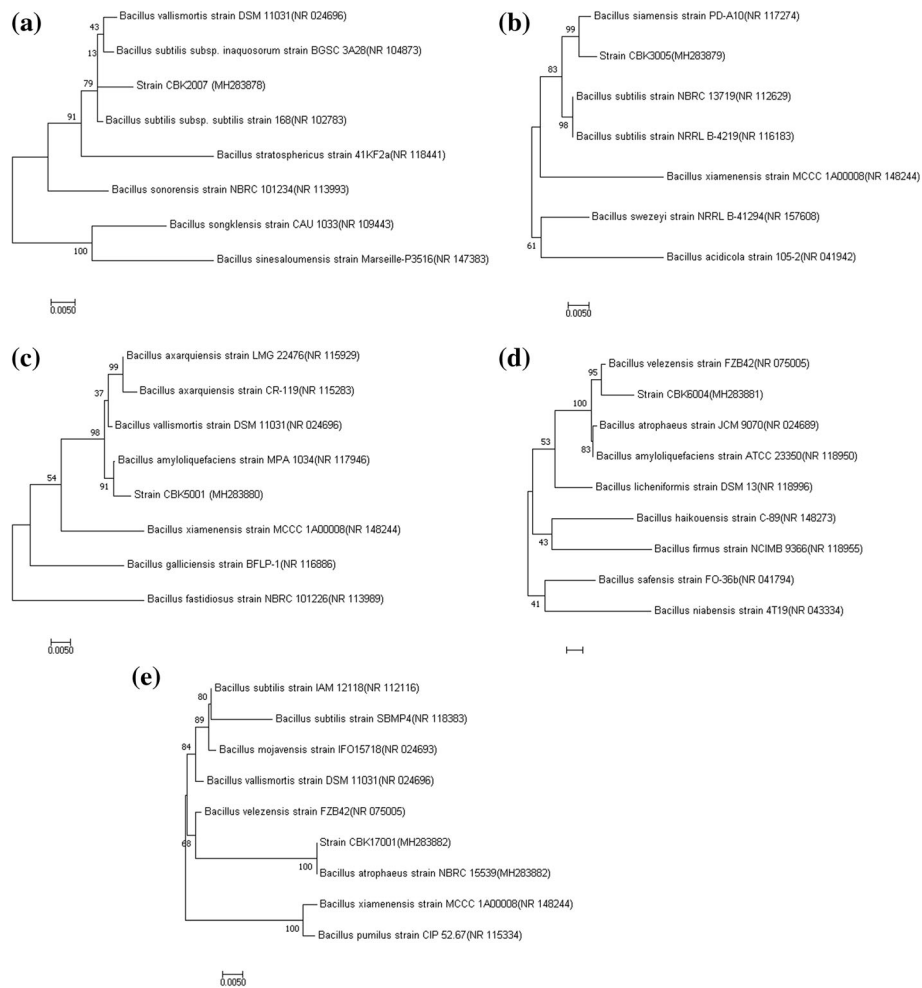 (a)
Bacillus vallismortis strain DSM 11031(NR 024696)
43
13
Bacillus subtilis subsp. inaquosorum strain BGSC 3A28(NR 104873)
79
Strain CBK2007 (MH283878)
91
Bacillus subtilis subsp. subtilis strain 168(NR 102783)
Bacillus stratosphericus strain 41KF2a(NR 118441)
Bacillus sonorensis strain NBRC 101234(NR 113993)
Bacillus songklensis strain CAU 1033(NR 109443)
100
Bacillus sinesaloumensis strain Marseille-P3516(NR 147383)
0.0050
(b)
Bacillus siamensis strain PD-A10(NR 117274)
99
Strain CBK3005(MH283879)
83
Bacillus subtilis strain NBRC 13719(NR 112629)
98
Bacillus subtilis strain NRRL B-4219(NR 116183)
Bacillus xiamenensis strain MCCC 1A00008(NR 148244)
Bacillus swezeyi strain NRRL B-41294(NR 157608)
61
Bacillus acidicola strain 105-2(NR 041942)
0.0050
(c)
Bacillus axarquiensis strain LMG 22476(NR 115929)
99
Bacillus axarquiensis strain CR-119(NR 115283)
37
Bacillus vallismortis strain DSM 11031(NR 024696)
98
Bacillus amyloliquefaciens strain MPA 1034(NR 117946)
91
Strain CBK5001 (MH283880)
54
Bacillus xiamenensis strain MCCC 1A00008(NR 148244)
Bacillus galliciensis strain BFLP-1(NR 116886)
Bacillus fastidiosus strain NBRC 101226(NR 113989)
0.0050
(d)
Bacillus velezensis strain FZB42(NR 075005)
95
Strain CBK6004(MH283881)
100
Bacillus atrophaeus strain JCM 9070(NR 024689)
83
Bacillus amyloliquefaciens strain ATCC 23350(NR 118950)
53
Bacillus licheniformis strain DSM 13(NR 118996)
Bacillus haikouensis strain C-89(NR 148273)
43
Bacillus firmus strain NCIMB 9366(NR 118955)
Bacillus safensis strain FO-36b(NR 041794)
41
Bacillus niabensis strain 4T19(NR 043334)
(e)
Bacillus subtilis strain IAM 12118(NR 112116)
80
Bacillus subtilis strain SBMP4(NR 118383)
89
Bacillus mojavensis strain IFO15718(NR 024693)
84
Bacillus vallismortis strain DSM 11031(NR 024696)
Bacillus velezensis strain FZB42(NR 075005)
68
Strain CBK17001(MH283882)
100
Bacillus atrophaeus strain NBRC 15539(MH283882)
Bacillus xiamenensis strain MCCC 1A00008(NR 148244)
100
Bacillus pumilus strain CIP 52.67(NR 115334)
0.0050